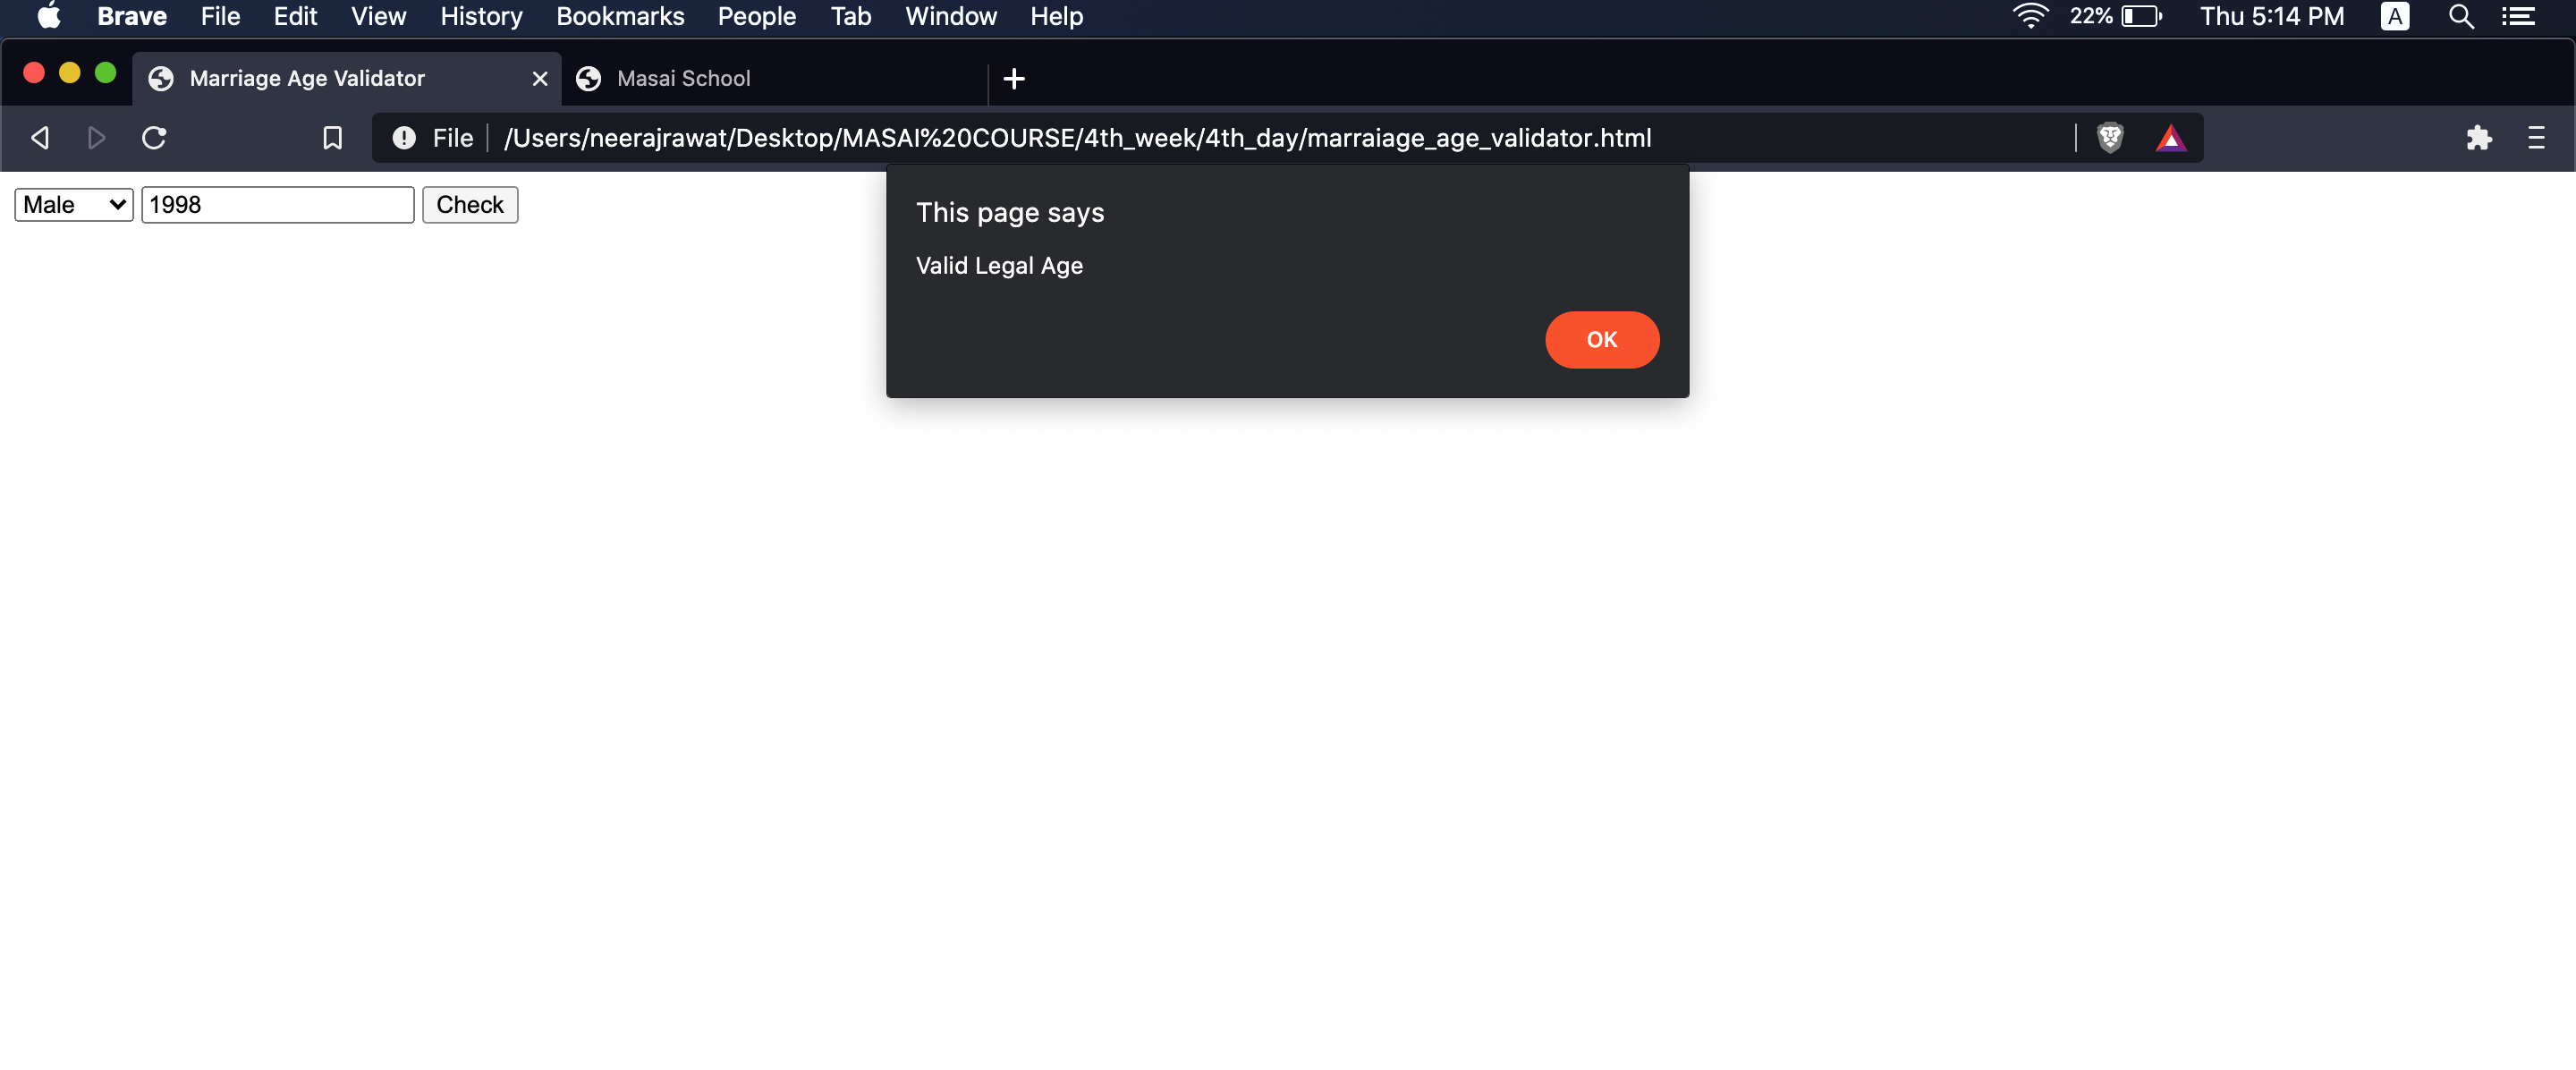 Brave File Edit View History Bookmarks People Tab Window Help 22% Thu 5:14 PM A
Marriage Age Validator Masai School
File /Users/neerajrawat/Desktop/MASAI%20COURSE/4th_week/4th_day/marraiage_age_validator.html
Male 1998 Check
This page says
Valid Legal Age
OK